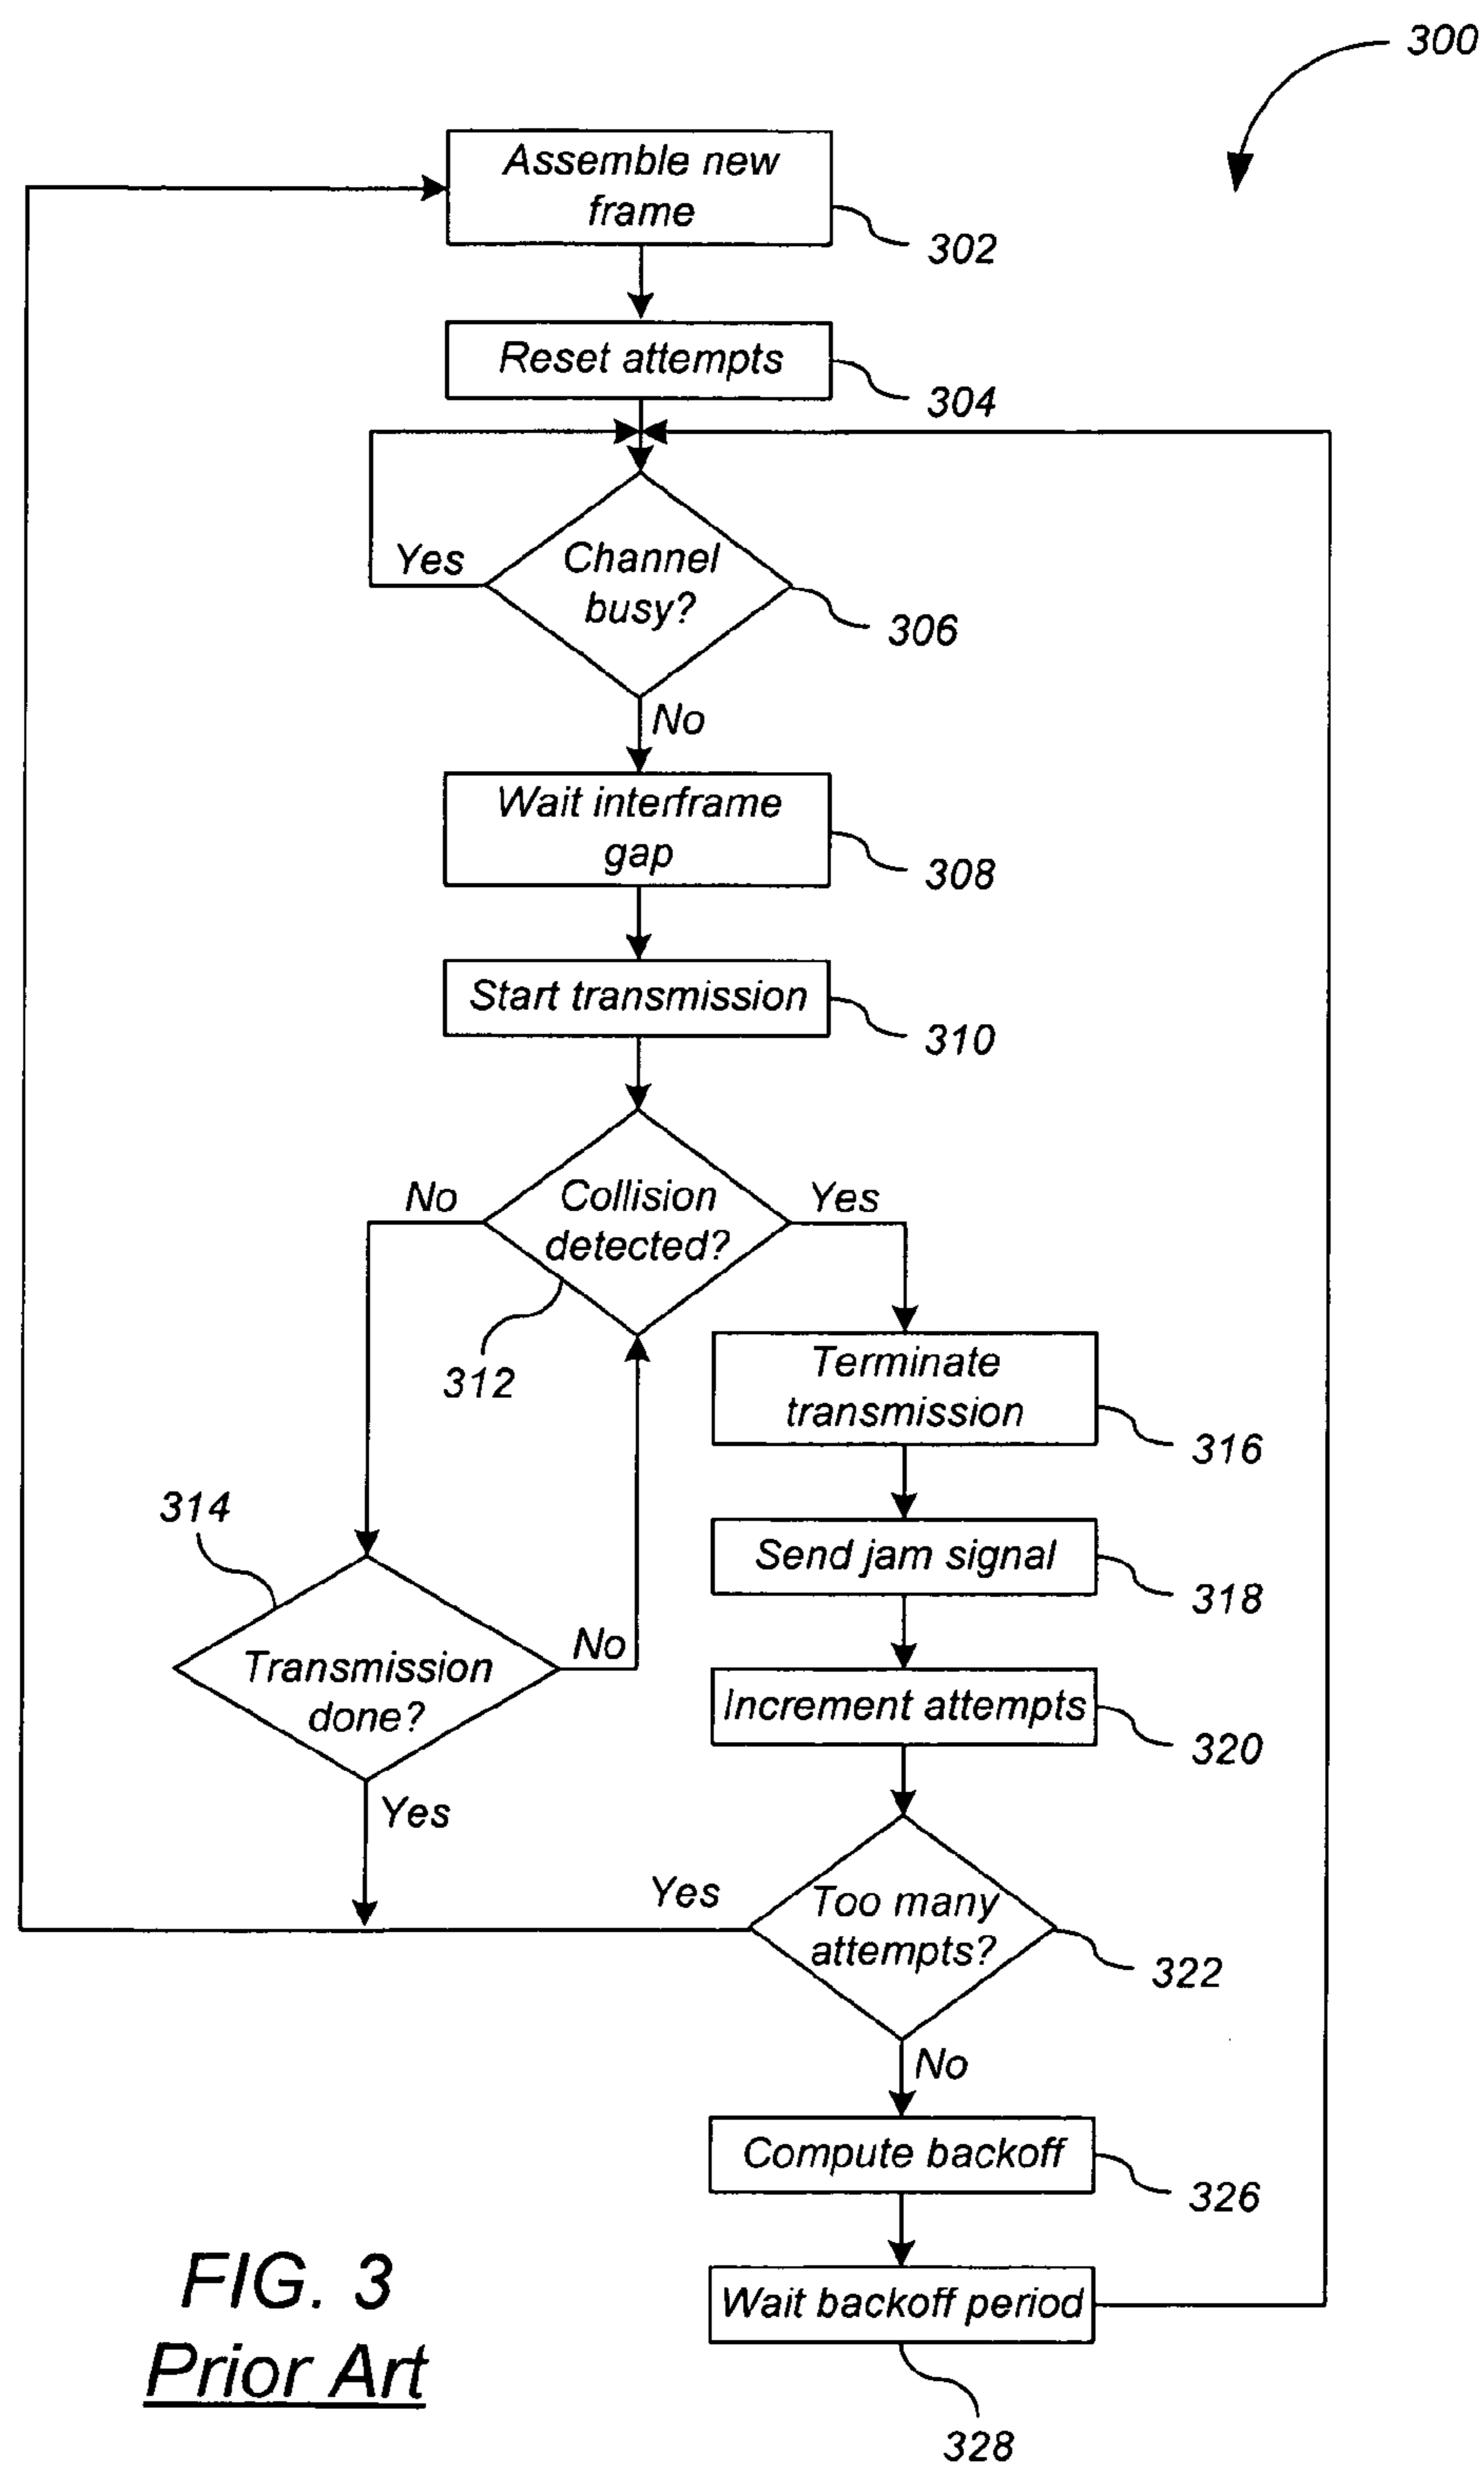 300
Assemble new
frame
302
Reset attempts
304
Yes
Channel
busy?
306
No
Wait interframe
gap
308
Start transmission
310
No
Collision
detected?
Yes
312
Terminate
transmission
316
314
Send jam signal
318
Transmission
done?
No
Increment attempts
320
Yes
Yes
Too many
attempts?
322
No
Compute backoff
326
Wait backoff period
328
FIG. 3
Prior Art